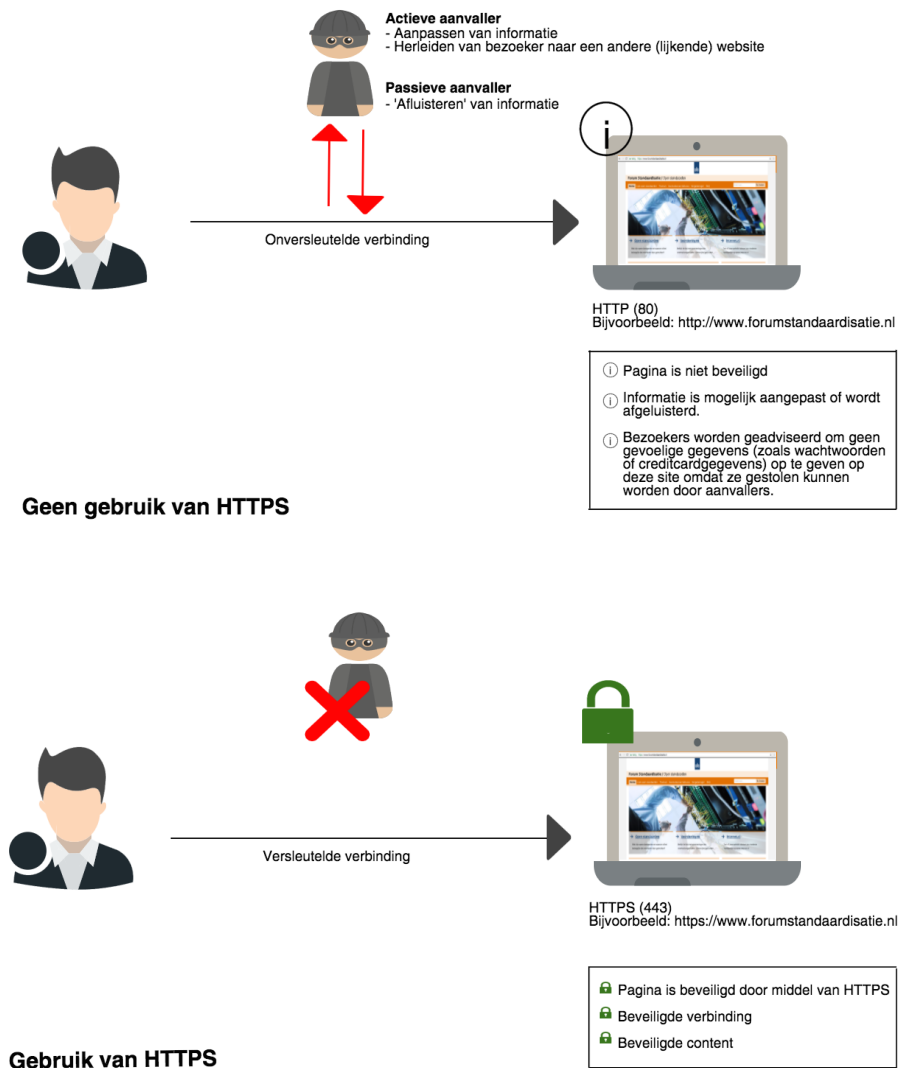 Actieve aanvaller
- Aanpassen van informatie
- Herleiden van bezoeker naar een andere (lijkende) website
Passieve aanvaller
- 'Afluisteren' van informatie
i
Onversleutelde verbinding
Forum Standaardisatie
HTTP (80)
Bijvoorbeeld: http://www.forumstandaardisatie.nl
i Pagina is niet beveiligd
i Informatie is mogelijk aangepast of wordt
afgeluisterd.
i Bezoekers worden geadviseerd om geen
gevoelige gegevens (zoals wachtwoorden
of creditcardgegevens) op te geven op
deze site omdat ze gestolen kunnen
worden door aanvallers.
Geen gebruik van HTTPS
Versleutelde verbinding
Forum Standaardisatie
HTTPS (443)
Bijvoorbeeld: https://www.forumstandaardisatie.nl
Pagina is beveiligd door middel van HTTPS
Beveiligde verbinding
Beveiligde content
Gebruik van HTTPS